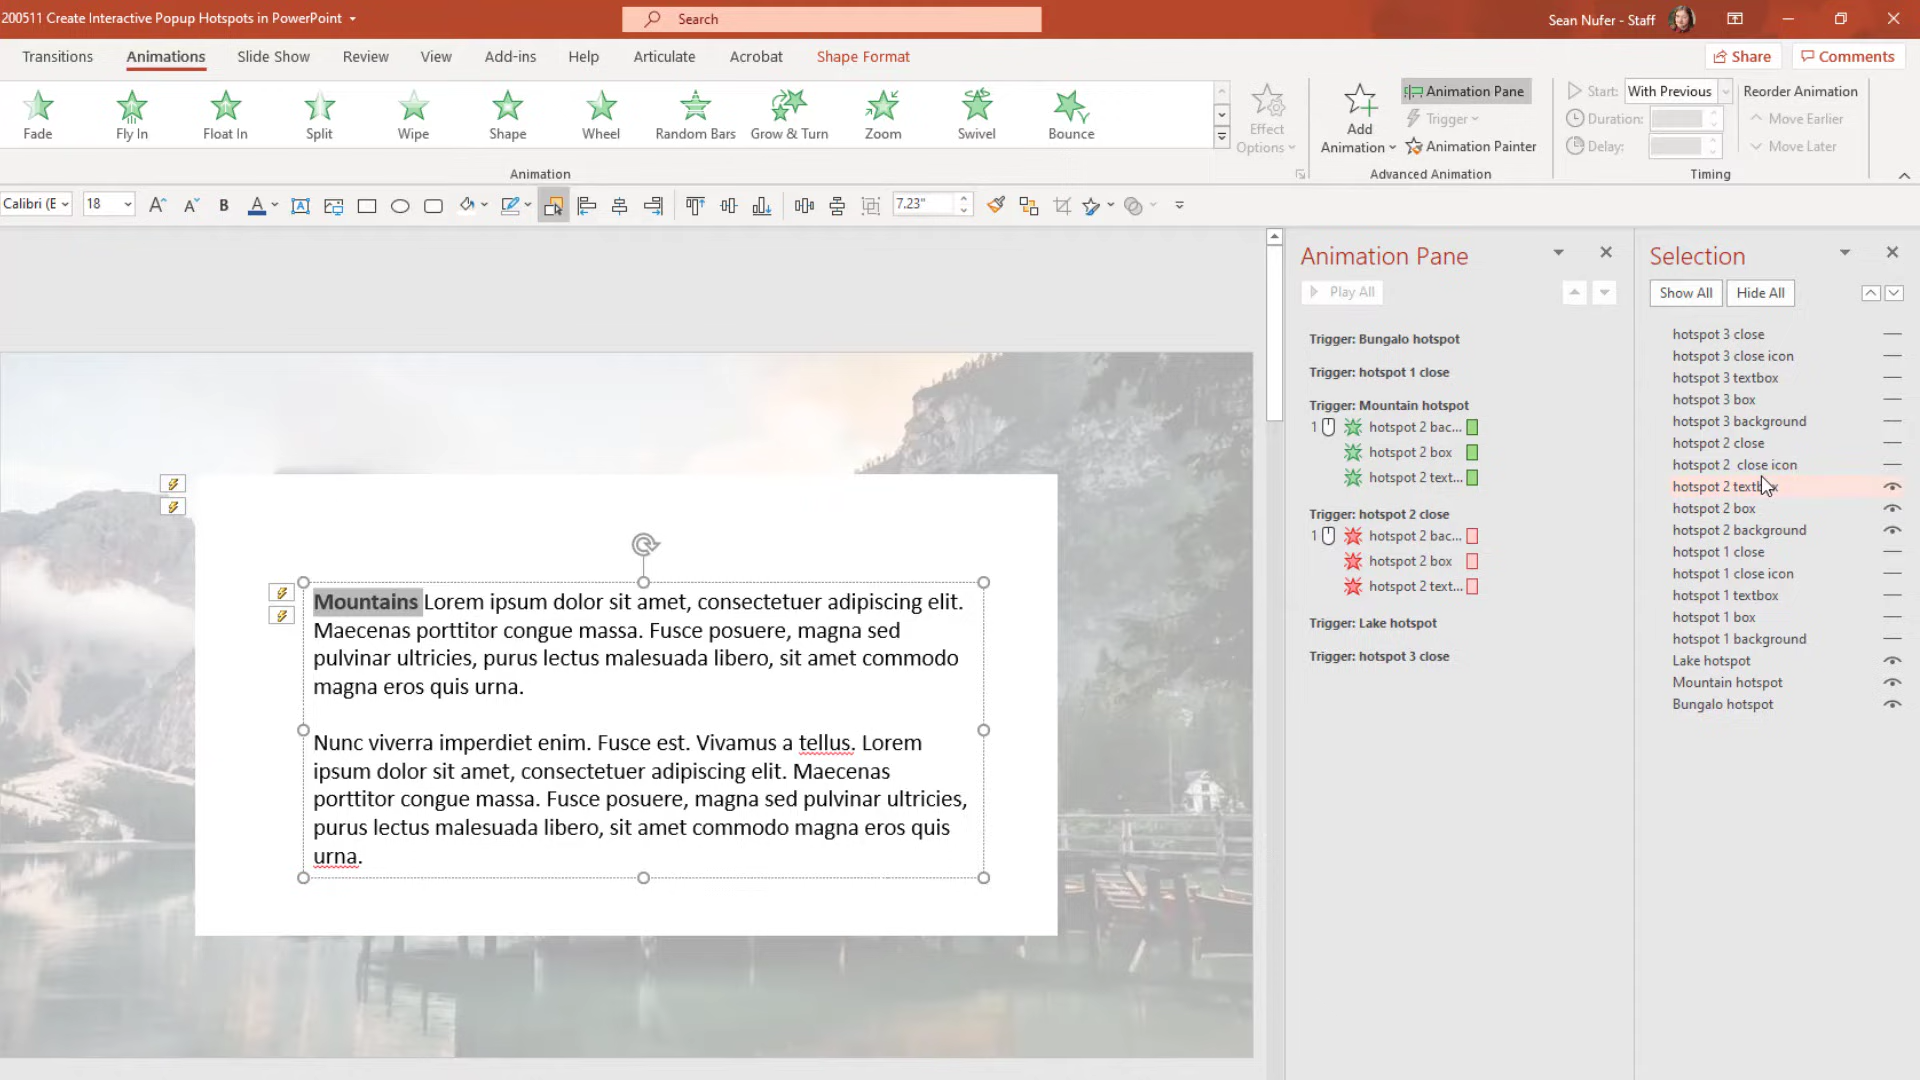 200511 Create Interactive Popup Hotspots in PowerPoint
Search
Sean Nufer - Staff
Transitions
Animations
Slide Show
Review
View
Add-ins
Help
Articulate
Acrobat
Shape Format
Share
Comments
Fade
Fly In
Float In
Split
Wipe
Shape
Wheel
Random Bars
Grow & Turn
Zoom
Swivel
Bounce
Effect
Options
Add
Animation
Animation Pane
Trigger
Animation Painter
Start: With Previous
Duration:
Delay:
Reorder Animation
Move Earlier
Move Later
Animation
Advanced Animation
Timing
Calibri (E
18
A
A
B
A
A
7.23"
Mountains Lorem ipsum dolor sit amet, consectetuer adipiscing elit.
Maecenas porttitor congue massa. Fusce posuere, magna sed
pulvinar ultricies, purus lectus malesuada libero, sit amet commodo
magna eros quis urna.
Nunc viverra imperdiet enim. Fusce est. Vivamus a tellus. Lorem
ipsum dolor sit amet, consectetuer adipiscing elit. Maecenas
porttitor congue massa. Fusce posuere, magna sed pulvinar ultricies,
purus lectus malesuada libero, sit amet commodo magna eros quis
urna.
Animation Pane
Play All
Trigger: Bungalo hotspot
Trigger: hotspot 1 close
Trigger: Mountain hotspot
1 hotspot 2 bac...
hotspot 2 box
hotspot 2 text...
Trigger: hotspot 2 close
1 hotspot 2 bac...
hotspot 2 box
hotspot 2 text...
Trigger: Lake hotspot
Trigger: hotspot 3 close
Selection
Show All
Hide All
hotspot 3 close
hotspot 3 close icon
hotspot 3 textbox
hotspot 3 box
hotspot 3 background
hotspot 2 close
hotspot 2  close icon
hotspot 2 textbox
hotspot 2 box
hotspot 2 background
hotspot 1 close
hotspot 1 close icon
hotspot 1 textbox
hotspot 1 box
hotspot 1 background
Lake hotspot
Mountain hotspot
Bungalo hotspot